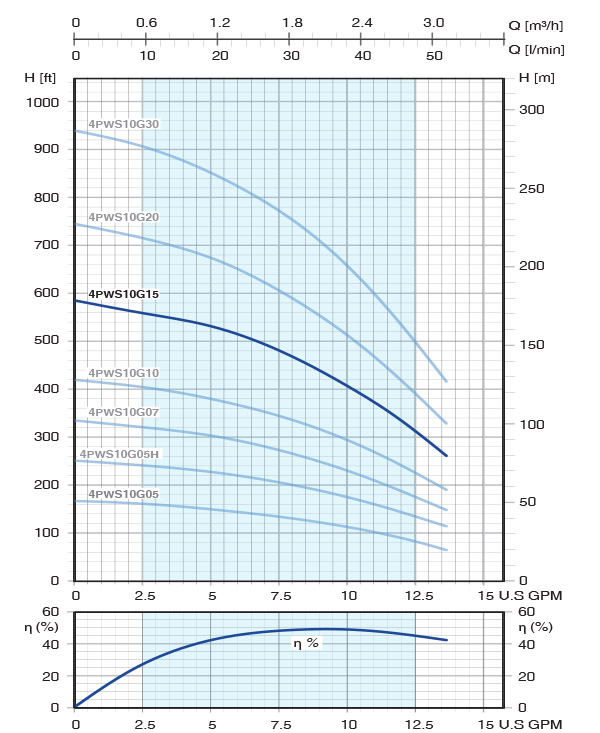 0 0.6 1.2 1.8 2.4 3.0 Q [m³/h]
0 10 20 30 40 50 Q [l/min]
H [ft] H [m]
1000
300
4PWS10G30
900
800
250
4PWS10G20
700
200
600
4PWS10G15
500
150
400
4PWS10G10
4PWS10G07
100
300
4PWS10G05H
200
4PWS10G05
50
100
0 0
0 2.5 5 7.5 10 12.5 15 U.S GPM
60 60
η (%) η (%)
40 η % 40
20 20
0 0
0 2.5 5 7.5 10 12.5 15 U.S GPM